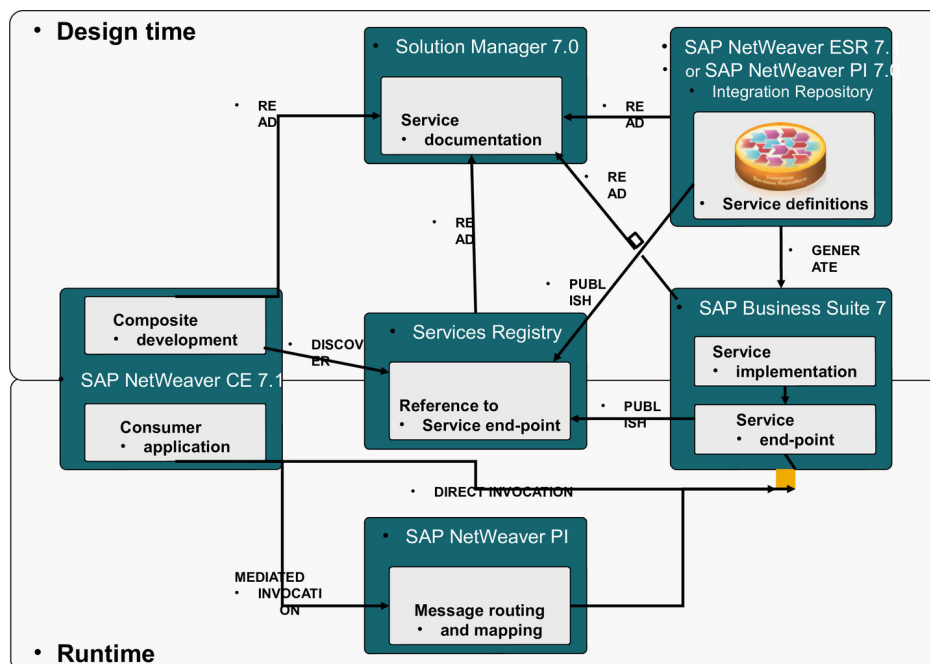 • Design time
• Solution Manager 7.0
• SAP NetWeaver ESR 7.1
• or SAP NetWeaver PI 7.0
• Integration Repository
• RE
AD
Service
• documentation
• RE
AD
• RE
AD
Enterprise
Services Repository
• Service definitions
• RE
AD
• GENER
ATE
• PUBL
ISH
Composite
• development
• DISCOV
ER
• Services Registry
• SAP Business Suite 7
Service
• implementation
• SAP NetWeaver CE 7.1
Consumer
• application
Reference to
• Service end-point
• PUBL
ISH
Service
• end-point
• DIRECT INVOCATION
• SAP NetWeaver PI
MEDIATED
• INVOCATI
ON
Message routing
• and mapping
• Runtime